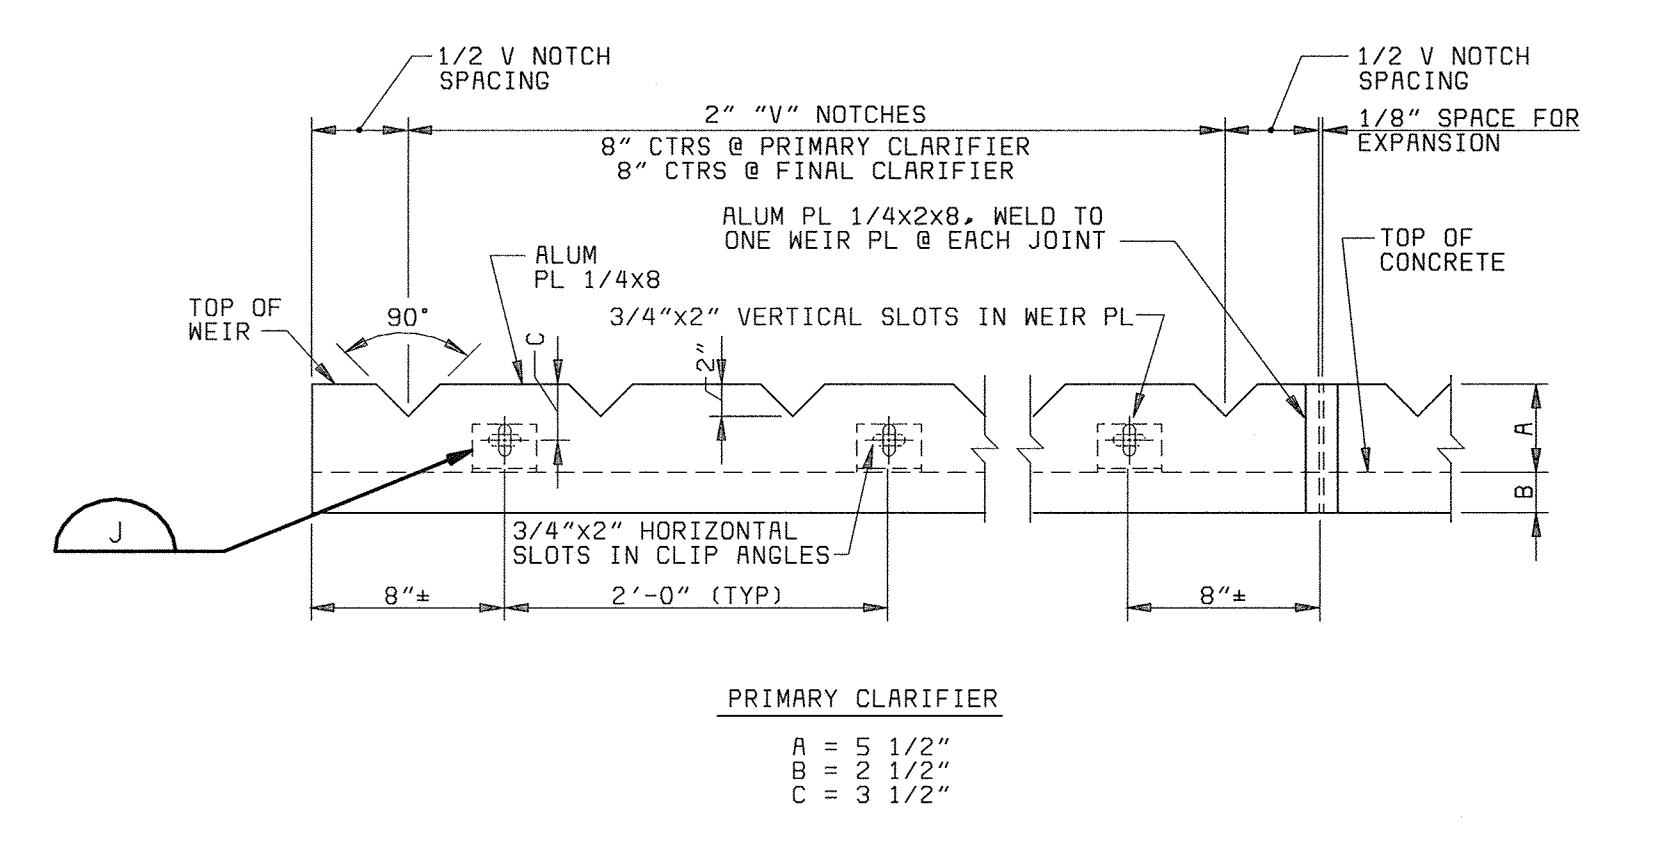 1/2 V NOTCH
SPACING
1/2 V NOTCH
SPACING
2" "V" NOTCHES
8" CTRS @ PRIMARY CLARIFIER
8" CTRS @ FINAL CLARIFIER
1/8" SPACE FOR
EXPANSION
ALUM PL 1/4x2x8, WELD TO
ONE WEIR PL @ EACH JOINT
TOP OF
CONCRETE
ALUM
PL 1/4x8
TOP OF
WEIR
90°
3/4"x2" VERTICAL SLOTS IN WEIR PL
C
2"
A
B
J
3/4"x2" HORIZONTAL
SLOTS IN CLIP ANGLES
8"±
2'-0" (TYP)
8"±
PRIMARY CLARIFIER
A = 5 1/2"
B = 2 1/2"
C = 3 1/2"